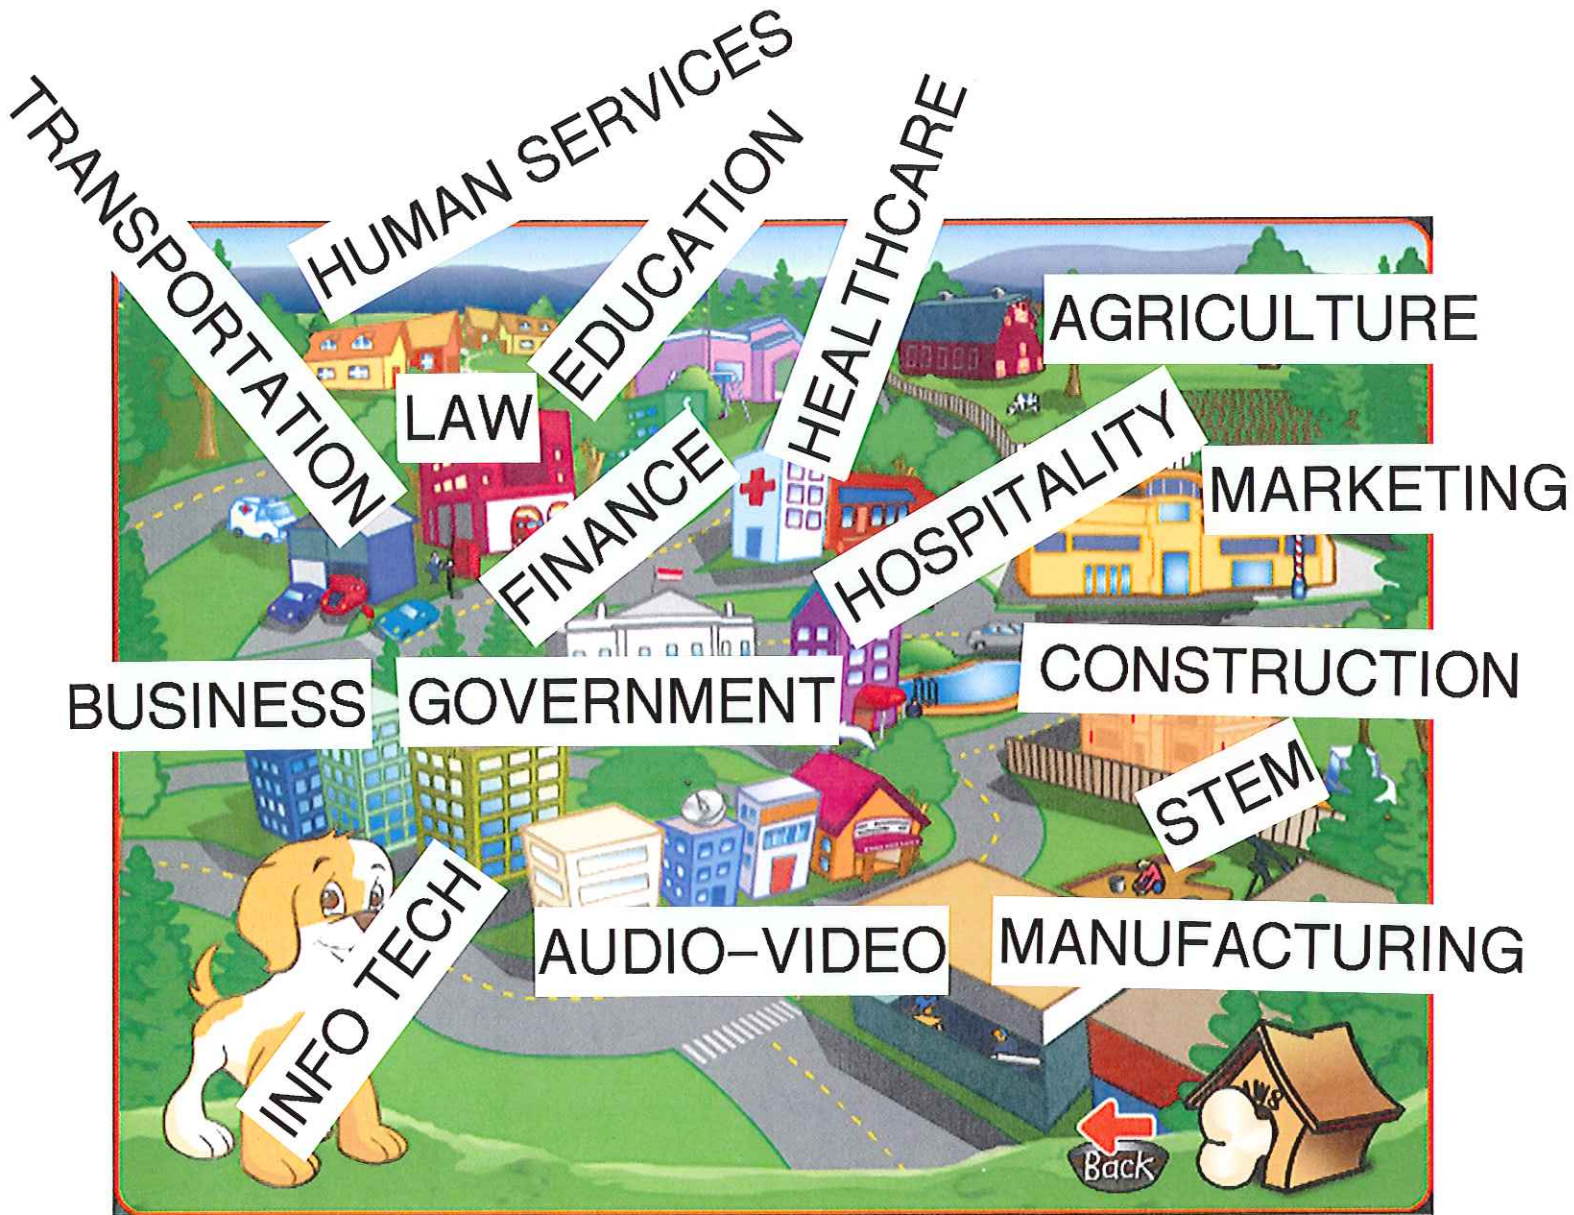 HUMAN SERVICES
TRANSPORTATION
EDUCATION
HEALTHCARE
AGRICULTURE
LAW
FINANCE
HOSPITALITY
MARKETING
BUSINESS
GOVERNMENT
CONSTRUCTION
STEM
INFO TECH
AUDIO–VIDEO
MANUFACTURING
Back